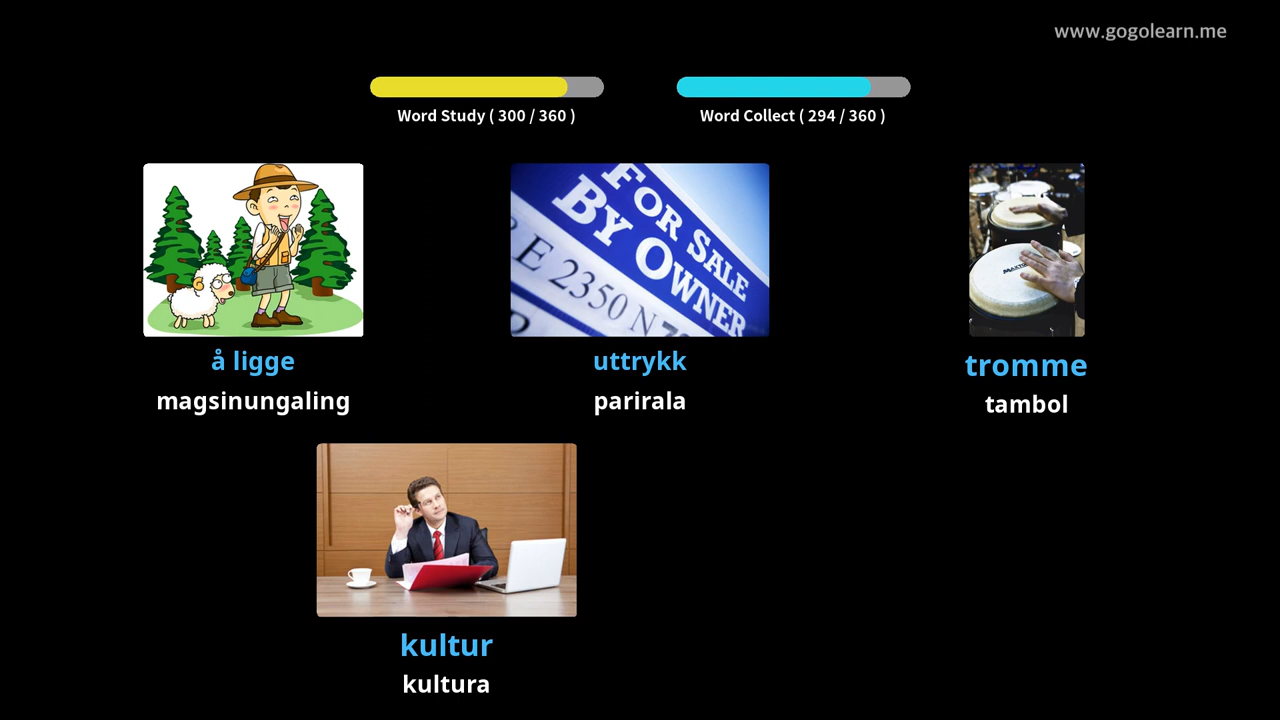 www.gogolearn.me
Word Study ( 300 / 360 )
Word Collect ( 294 / 360 )
FOR SALE
BY OWNER
E 2350 N
å ligge
uttrykk
tromme
magsinungaling
parirala
tambol
kultur
kultura